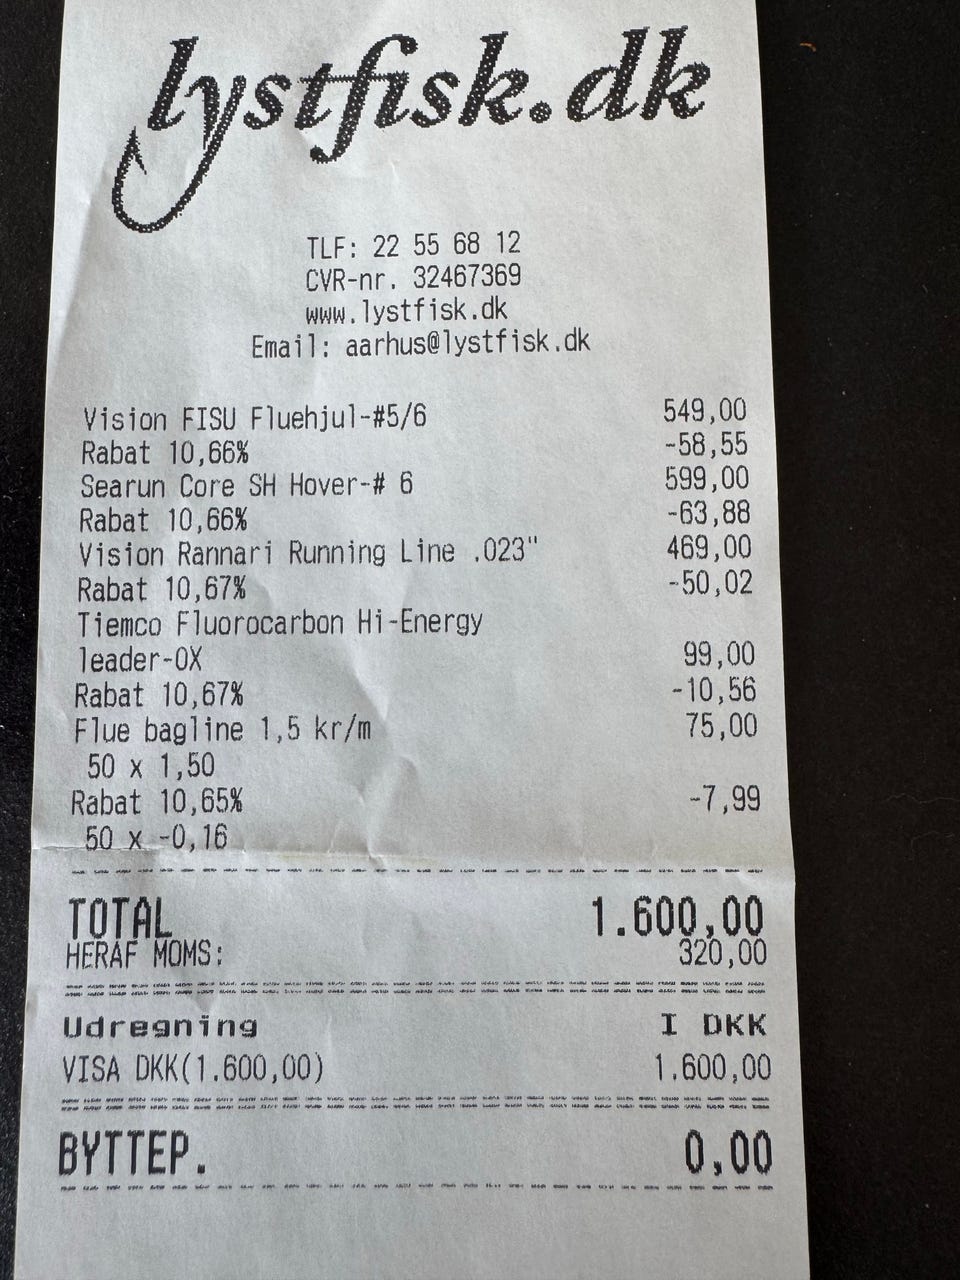 lystfisk.dk
TLF: 22 55 68 12
CVR-nr. 32467369
www.lystfisk.dk
Email: aarhus@lystfisk.dk
Vision FISU Fluehjul-#5/6 549,00
Rabat 10,66% -58,55
Searun Core SH Hover-# 6 599,00
Rabat 10,66% -63,88
Vision Rannari Running Line .023" 469,00
Rabat 10,67% -50,02
Tiemco Fluorocarbon Hi-Energy
leader-0X 99,00
Rabat 10,67% -10,56
Flue bagline 1,5 kr/m 75,00
50 x 1,50
Rabat 10,65% -7,99
50 x -0,16
TOTAL 1.600,00
HERAF MOMS: 320,00
Udregning I DKK
VISA DKK(1.600,00) 1.600,00
BYTTEP. 0,00